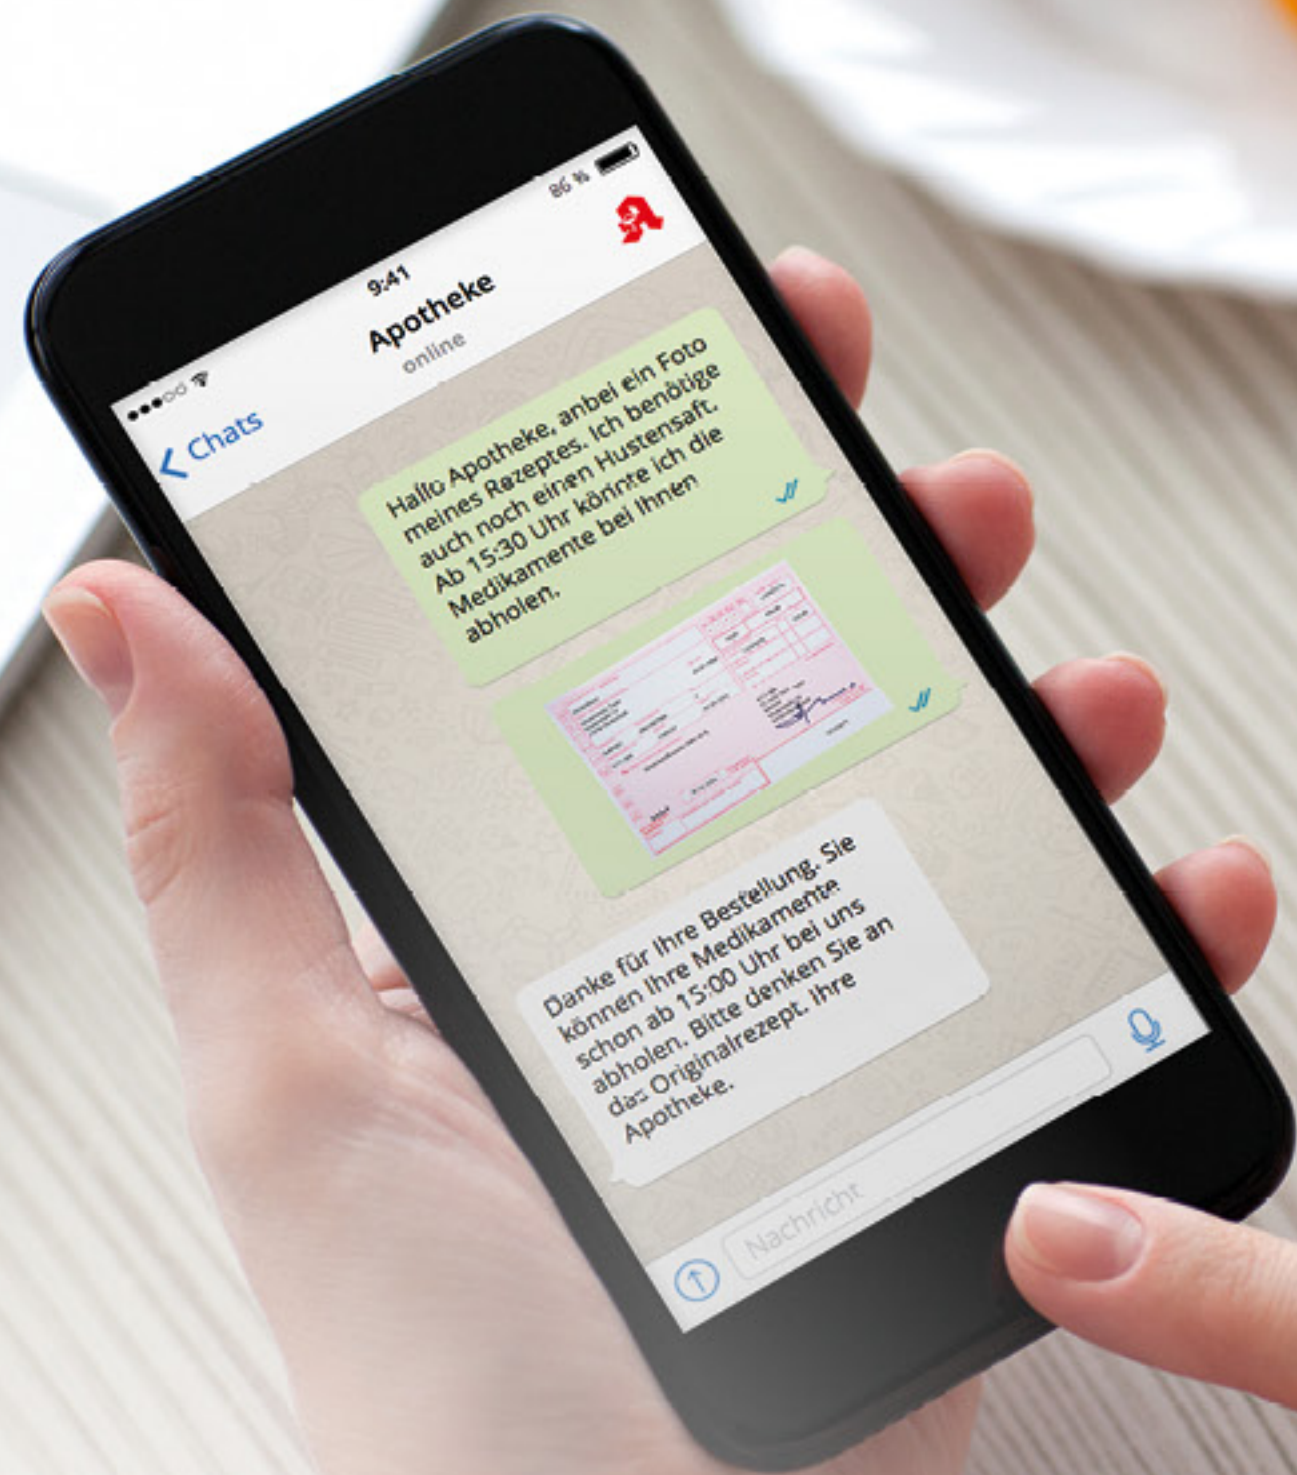 86 %
9:41
Apotheke
online
Chats
Hallo Apotheke, anbei ein Foto
meines Rezeptes. Ich benötige
auch noch einen Hustensaft.
Ab 15:30 Uhr könnte ich die
Medikamente bei Ihnen
abholen.
Danke für Ihre Bestellung. Sie
können Ihre Medikamente
schon ab 15:00 Uhr bei uns
abholen. Bitte denken Sie an
das Originalrezept. Ihre
Apotheke.
Nachricht